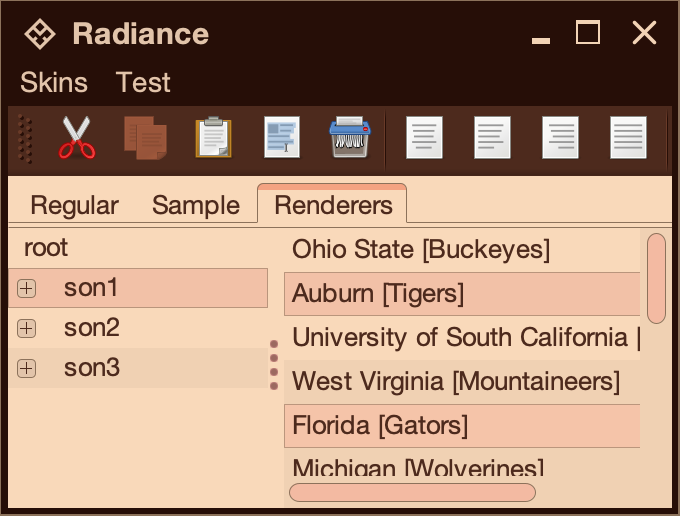 Radiance
Skins Test
Regular Sample Renderers
root
son1
son2
son3
Ohio State [Buckeyes]
Auburn [Tigers]
University of South California [
West Virginia [Mountaineers]
Florida [Gators]
Michigan [Wolverines]